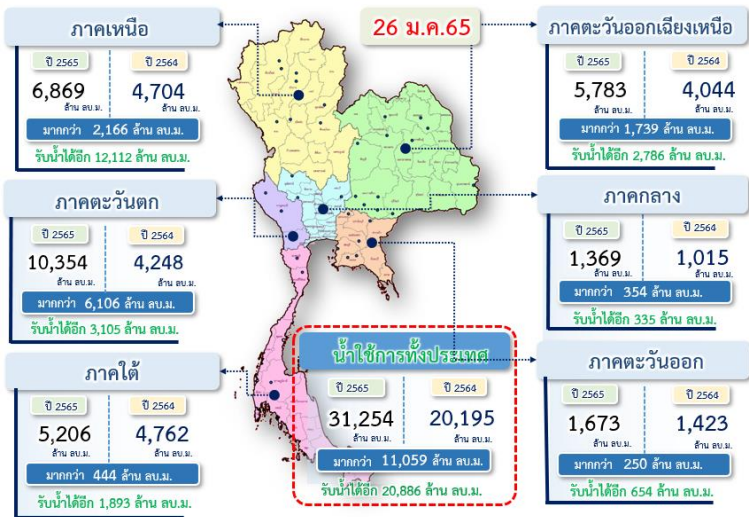 ภาคเหนือ
ปี 2565 ปี 2564
6,869 4,704
ล้าน ลบ.ม. ล้าน ลบ.ม.
มากกว่า 2,166 ล้าน ลบ.ม.
รับน้ำได้อีก 12,112 ล้าน ลบ.ม.
26 ม.ค.65
ภาคตะวันออกเฉียงเหนือ
ปี 2565 ปี 2564
5,783 4,044
ล้าน ลบ.ม. ล้าน ลบ.ม.
มากกว่า 1,739 ล้าน ลบ.ม.
รับน้ำได้อีก 2,786 ล้าน ลบ.ม.
ภาคตะวันตก
ปี 2565 ปี 2564
10,354 4,248
ล้าน ลบ.ม. ล้าน ลบ.ม.
มากกว่า 6,106 ล้าน ลบ.ม.
รับน้ำได้อีก 3,105 ล้าน ลบ.ม.
ภาคกลาง
ปี 2565 ปี 2564
1,369 1,015
ล้าน ลบ.ม. ล้าน ลบ.ม.
มากกว่า 354 ล้าน ลบ.ม.
รับน้ำได้อีก 335 ล้าน ลบ.ม.
ภาคใต้
ปี 2565 ปี 2564
5,206 4,762
ล้าน ลบ.ม. ล้าน ลบ.ม.
มากกว่า 444 ล้าน ลบ.ม.
รับน้ำได้อีก 1,893 ล้าน ลบ.ม.
น้ำใช้การทั้งประเทศ
ปี 2565 ปี 2564
31,254 20,195
ล้าน ลบ.ม. ล้าน ลบ.ม.
มากกว่า 11,059 ล้าน ลบ.ม.
รับน้ำได้อีก 20,886 ล้าน ลบ.ม.
ภาคตะวันออก
ปี 2565 ปี 2564
1,673 1,423
ล้าน ลบ.ม. ล้าน ลบ.ม.
มากกว่า 250 ล้าน ลบ.ม.
รับน้ำได้อีก 654 ล้าน ลบ.ม.